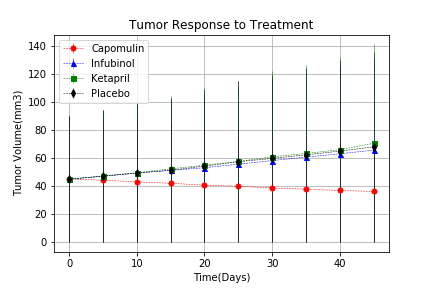 Tumor Response to Treatment
Capomulin
Infubinol
Ketapril
Placebo
Tumor Volume(mm3)
140
120
100
80
60
40
20
0
0
10
20
30
40
Time(Days)